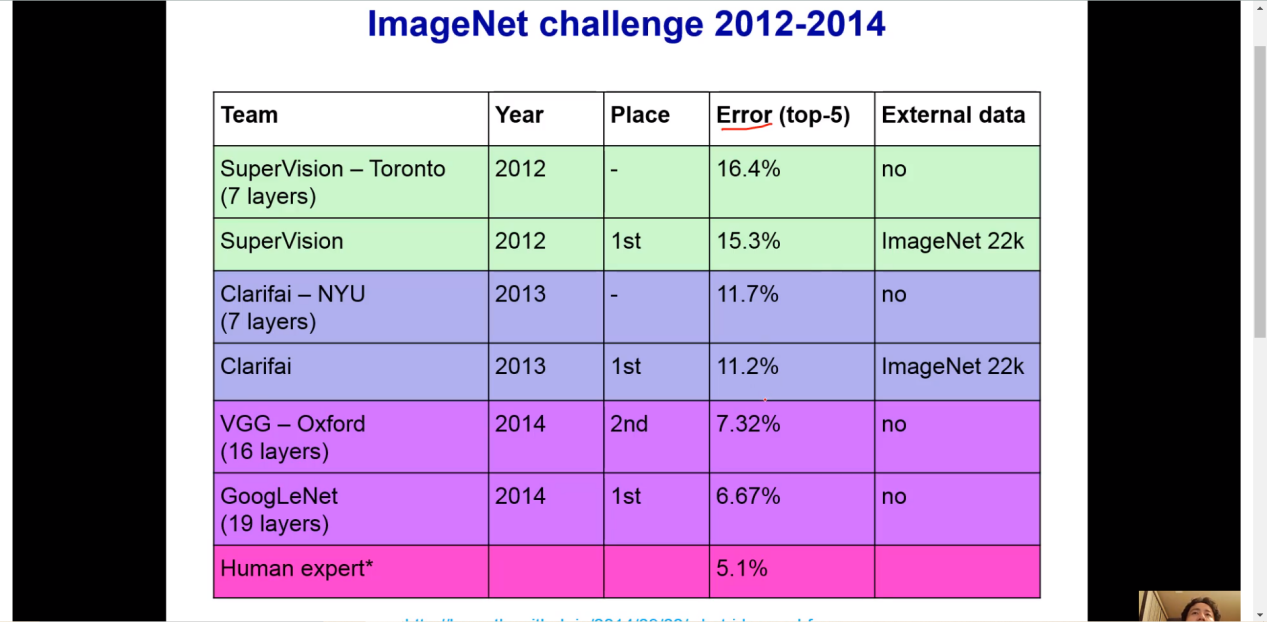 ImageNet challenge 2012-2014
Team Year Place Error (top-5) External data
SuperVision – Toronto 2012 - 16.4% no
(7 layers)
SuperVision 2012 1st 15.3% ImageNet 22k
Clarifai – NYU 2013 - 11.7% no
(7 layers)
Clarifai 2013 1st 11.2% ImageNet 22k
VGG – Oxford 2014 2nd 7.32% no
(16 layers)
GoogLeNet 2014 1st 6.67% no
(19 layers)
Human expert* 5.1%